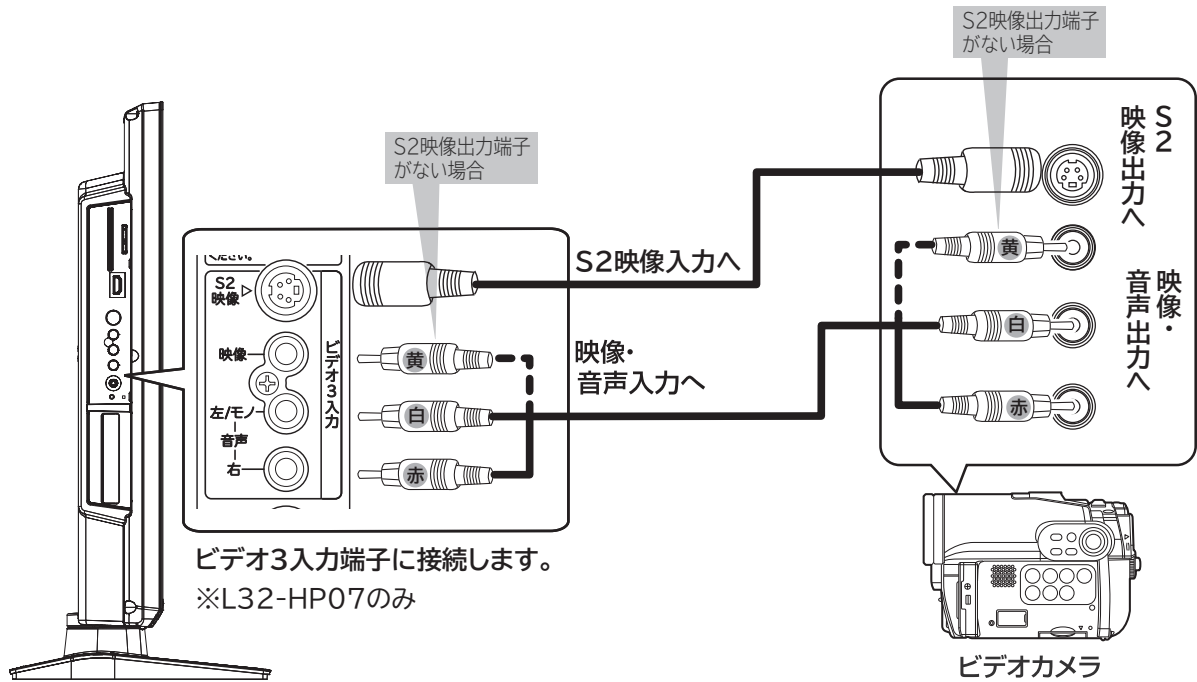 S2映像出力端子
がない場合
S2映像出力端子
がない場合
S2
映像出力へ
黄
映像・
音声出力へ
白
赤
ください。
S2
映像
映像
左/モノ
音声
右
ビデオ3入力
S2映像入力へ
黄
映像・
音声入力へ
白
赤
ビデオ3入力端子に接続します。
※L32-HP07のみ
ビデオカメラ